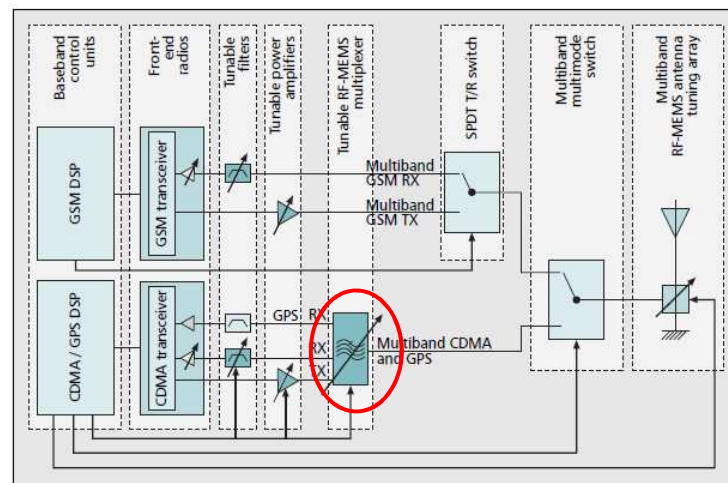 Baseband
control
units
Front-
end
radios
Tunable
filters
Tunable power
amplifiers
Tunable RF-MEMS
multiplexer
SPDT T/R switch
Multiband
multimode
switch
Multiband
RF-MEMS antenna
tuning array
GSM DSP
GSM transceiver
Multiband
GSM RX
Multiband
GSM TX
CDMA / GPS DSP
CDMA transceiver
GPS RX
RX
TX
Multiband CDMA
and GPS